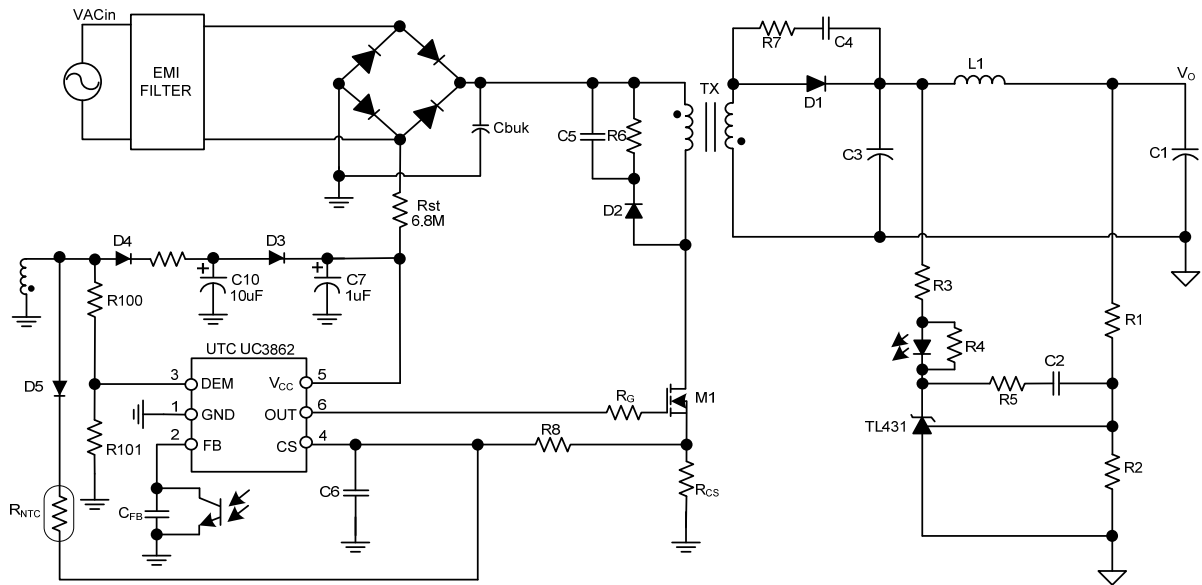 VACin
EMI
FILTER
Cbuk
C5
R6
D2
TX
R7
C4
D1
C3
L1
VO
C1
Rst
6.8M
D4
D3
C10
10uF
C7
1uF
R100
UTC UC3862
D5
3
DEM
VCC
5
1
GND
OUT
6
2
FB
CS
4
R101
RG
M1
R8
C6
RCS
RNTC
CFB
R3
R4
R1
C2
R5
TL431
R2